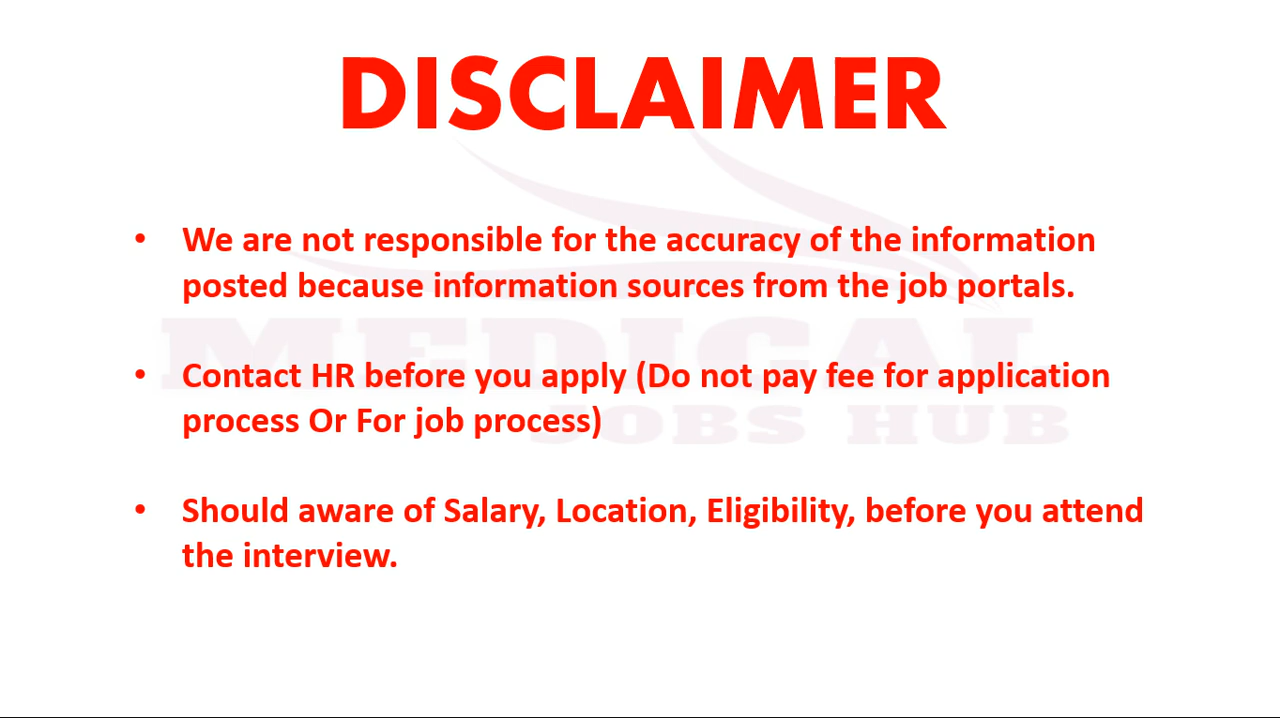 DISCLAIMER
• We are not responsible for the accuracy of the information
posted because information sources from the job portals.
• Contact HR before you apply (Do not pay fee for application
process Or For job process)
• Should aware of Salary, Location, Eligibility, before you attend
the interview.
MEDICAL
JOBS HUB